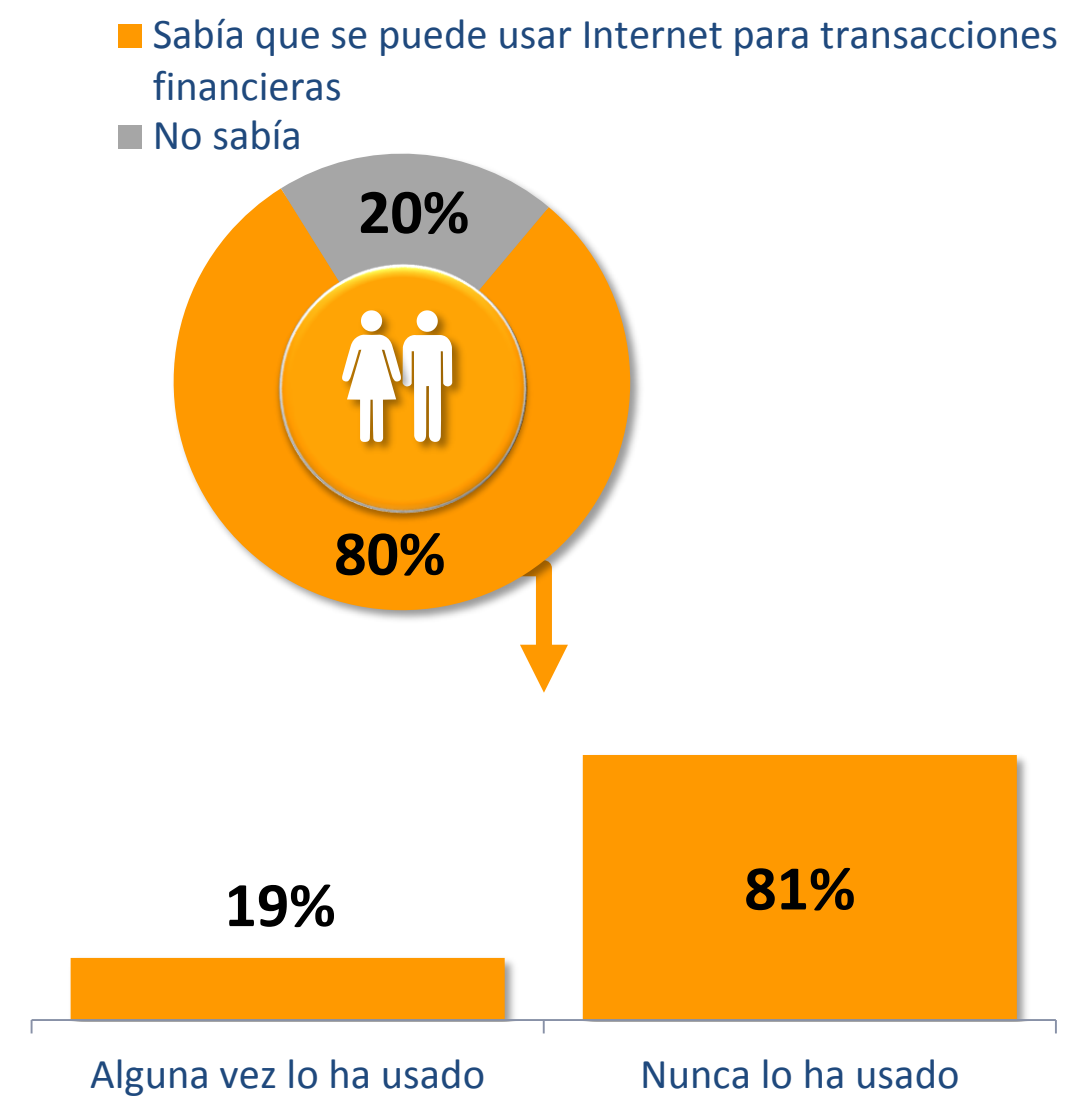 Sabía que se puede usar Internet para transacciones
financieras
No sabía
20%
80%
19%
81%
Alguna vez lo ha usado
Nunca lo ha usado